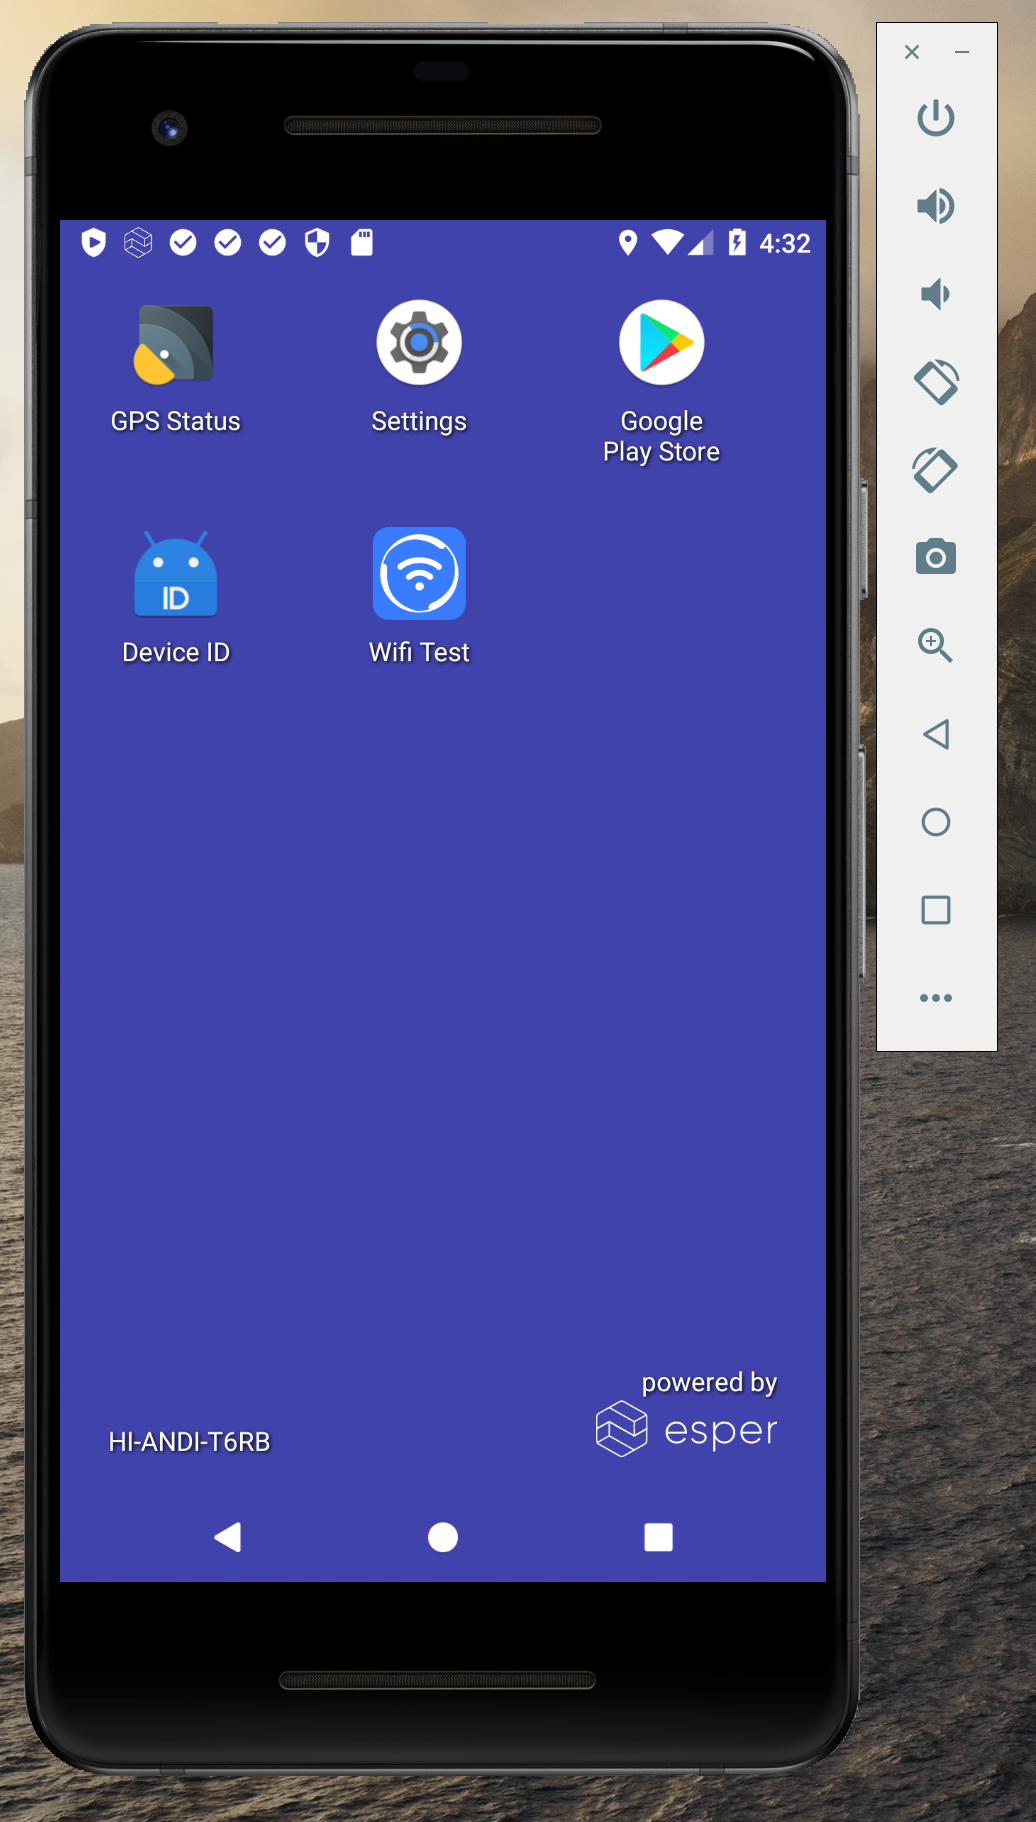 4:32
GPS Status
Settings
Google
Play Store
ID
Device ID
Wifi Test
powered by
esper
HI-ANDI-T6RB